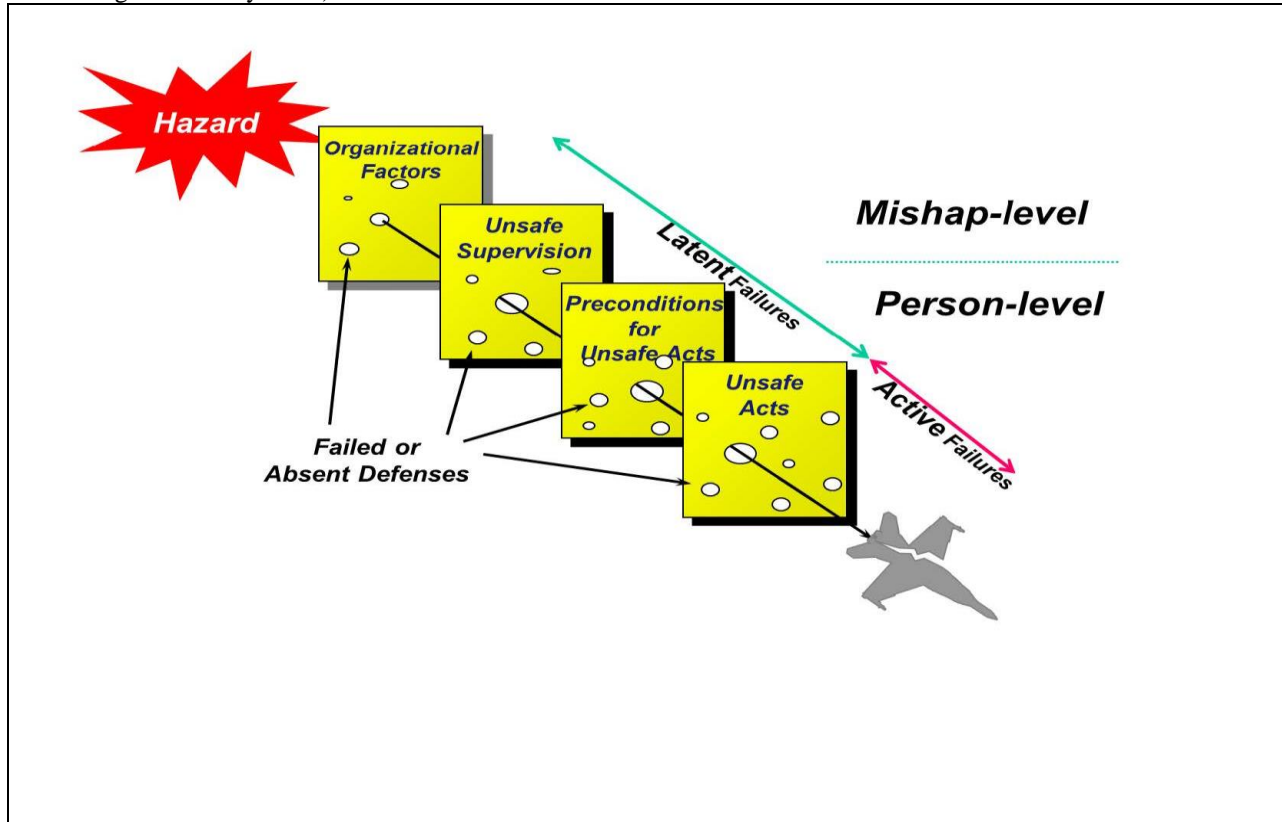 Hazard
Organizational
Factors
Unsafe
Supervision
Preconditions
for
Unsafe Acts
Unsafe
Acts
Latent Failures
Active Failures
Mishap-level
Person-level
Failed or
Absent Defenses